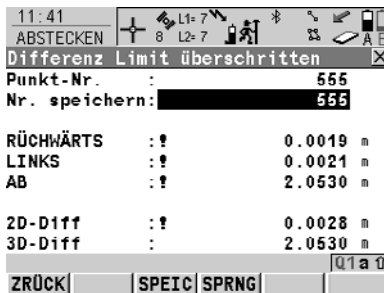 11:41
L1= 7
ABSTECKEN
8 L2= 7
A B
Differenz Limit überschritten X
Punkt-Nr. : 555
Nr. speichern: 555
RÜCHWÄRTS :! 0.0019 m
LINKS :! 0.0021 m
AB :! 2.0530 m
2D-Diff :! 0.0028 m
3D-Diff : 2.0530 m
Q1 a ⇧
ZRÜCK SPEIC SPRNG